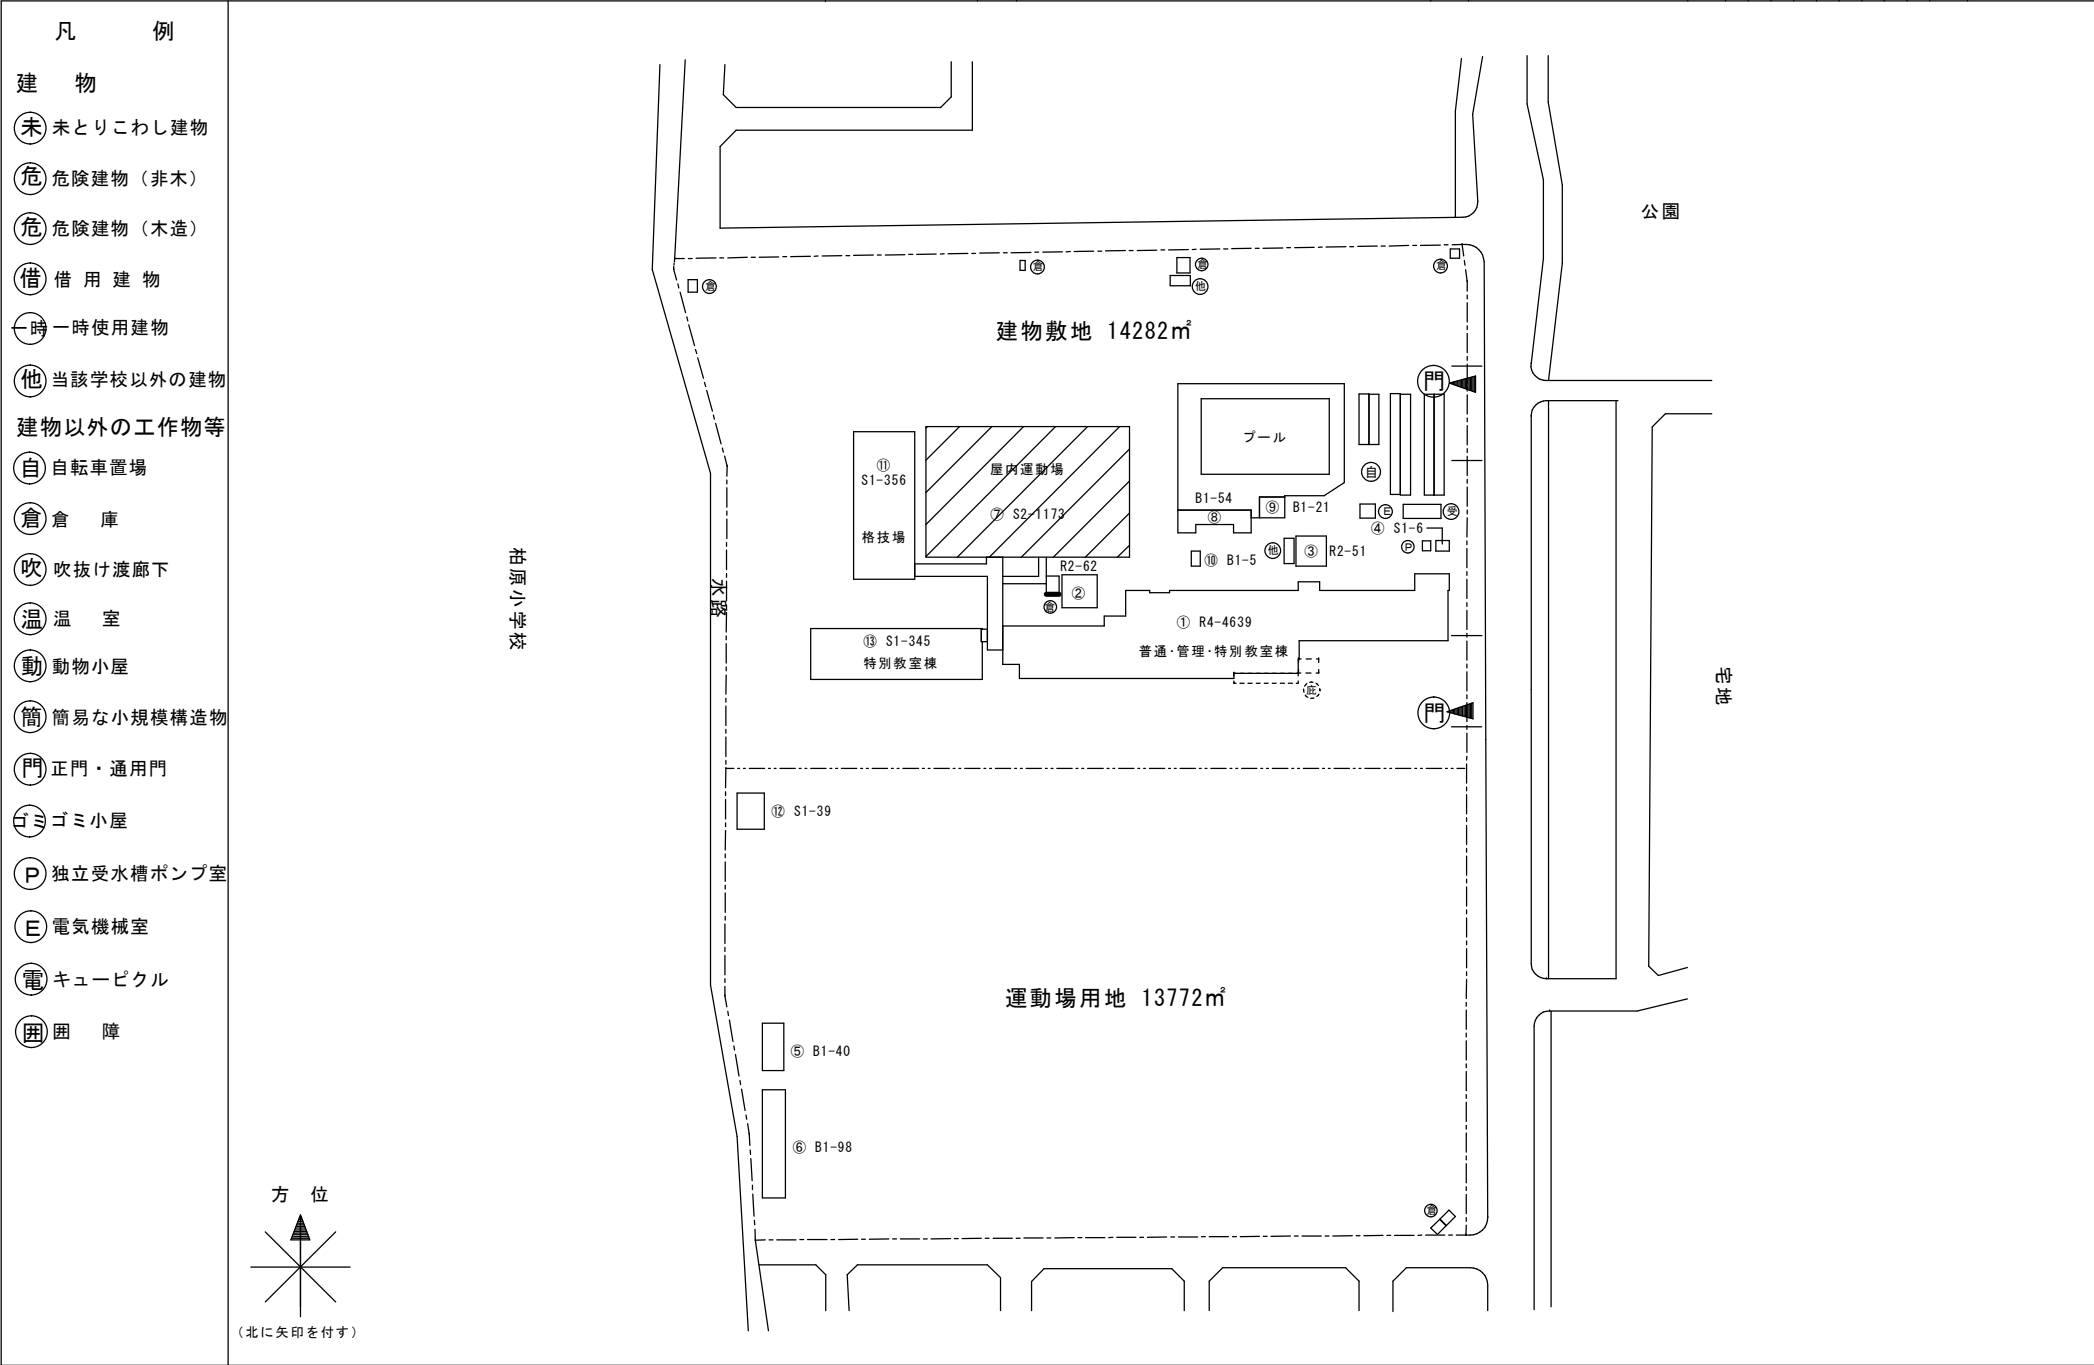 凡 例
建 物
未 未とりこわし建物
危 危険建物（非木）
危 危険建物（木造）
借 借用建物
一時 一時使用建物
他 当該学校以外の建物
建物以外の工作物等
自 自転車置場
倉 倉 庫
吹 吹抜け渡廊下
温 温 室
動 動物小屋
簡 簡易な小規模構造物
門 正門・通用門
ゴミ ゴミ小屋
P 独立受水槽ポンプ室
E 電気機械室
電 キュービクル
囲 囲 障
方 位
（北に矢印を付す）
公園
倉
倉
倉
他
倉
建物敷地 14282㎡
門
プール
⑪
S1-356
格技場
屋内運動場
⑦ S2-1173
自
B1-54
⑧
⑨ B1-21
E
受
④ S1-6
P
⑩ B1-5
他
③ R2-51
R2-62
②
倉
柏原小学校
水路
① R4-4639
普通・管理・特別教室棟
⑬ S1-345
特別教室棟
庇
門
宅地
⑫ S1-39
運動場用地 13772㎡
⑤ B1-40
⑥ B1-98
倉